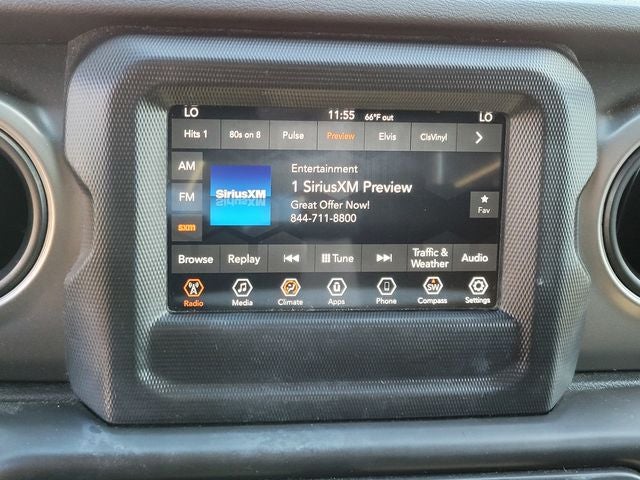 LO 11:55 66°F out LO
Hits 1 80s on 8 Pulse Preview Elvis ClsVinyl
AM
FM
sxm
SiriusXM
Entertainment
1 SiriusXM Preview
Great Offer Now!
844-711-8800
Fav
Browse Replay Tune Traffic & Weather Audio
Radio Media Climate Apps Phone SW Compass Settings